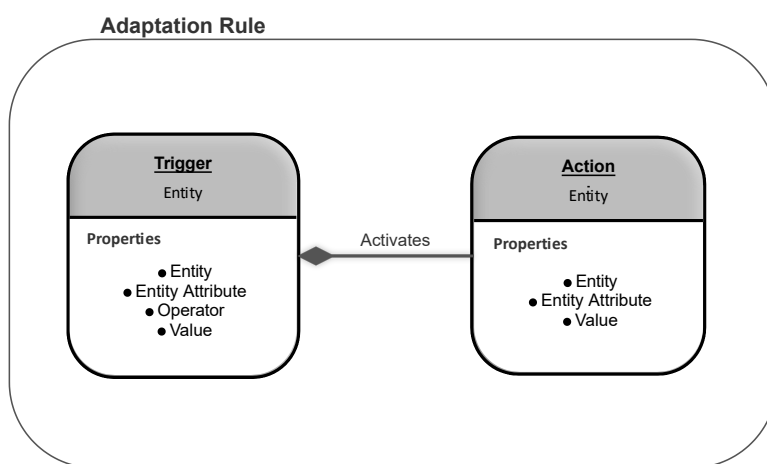 Adaptation Rule
Trigger
Entity
Properties
● Entity
● Entity Attribute
● Operator
● Value
Activates
Action
Entity
Properties
● Entity
● Entity Attribute
● Value